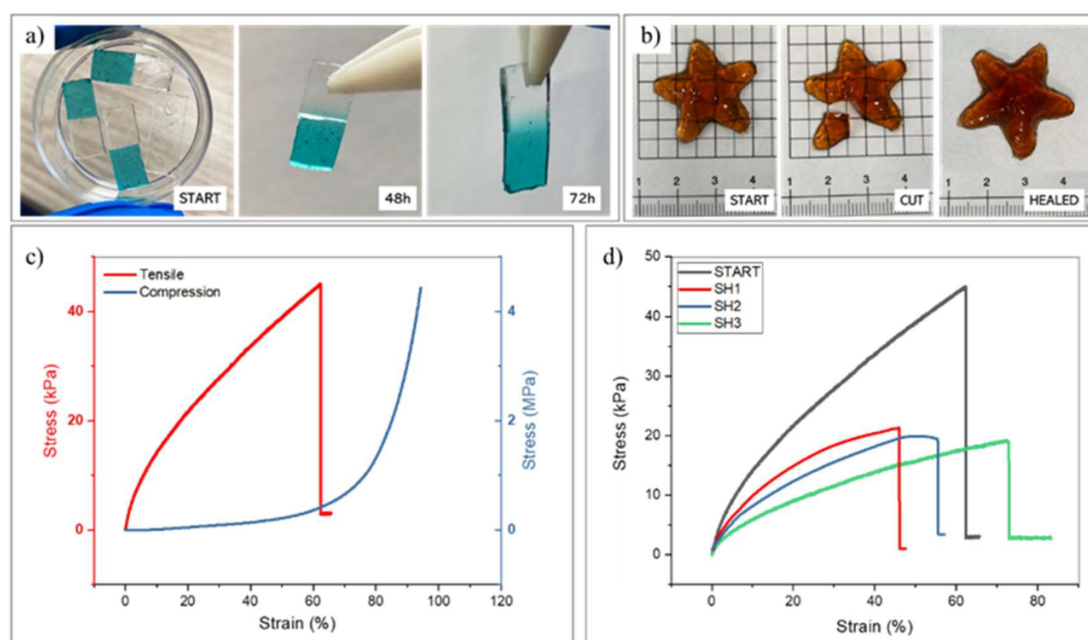 a)
START
48h
72h
b)
1 2 3 4
START
1 2 3 4
CUT
1 2 3 4
HEALED
c)
Tensile
Compression
Stress (kPa)
40
20
0
4
2
0
Stress (MPa)
0 20 40 60 80 100 120
Strain (%)
d)
START
SH1
SH2
SH3
Stress (kPa)
50
40
30
20
10
0
0 20 40 60 80
Strain (%)